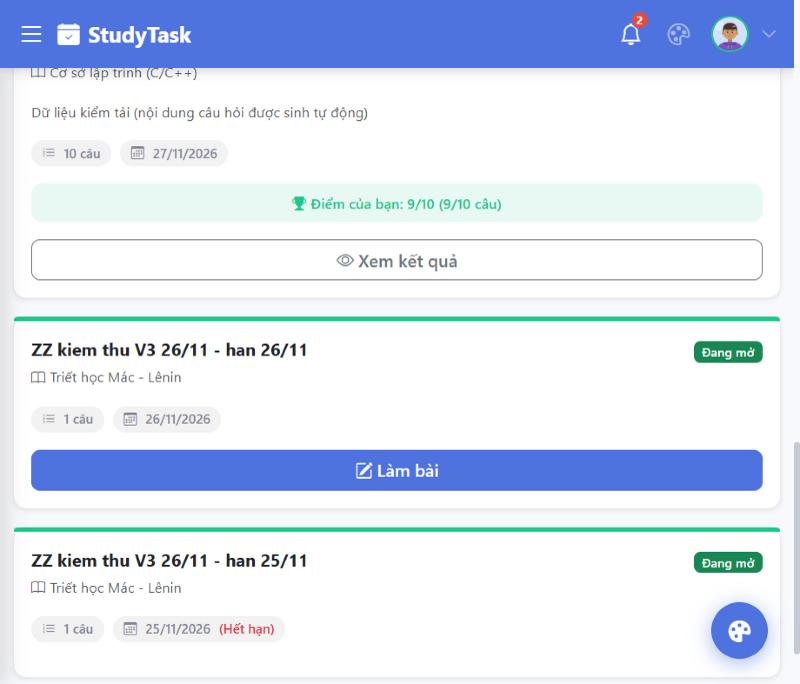 StudyTask
2
Cơ sở lập trình (C/C++)
Dữ liệu kiểm tải (nội dung câu hỏi được sinh tự động)
10 câu 27/11/2026
Điểm của bạn: 9/10 (9/10 câu)
Xem kết quả
ZZ kiem thu V3 26/11 - han 26/11
Đang mở
Triết học Mác - Lênin
1 câu 26/11/2026
Làm bài
ZZ kiem thu V3 26/11 - han 25/11
Đang mở
Triết học Mác - Lênin
1 câu 25/11/2026 (Hết hạn)